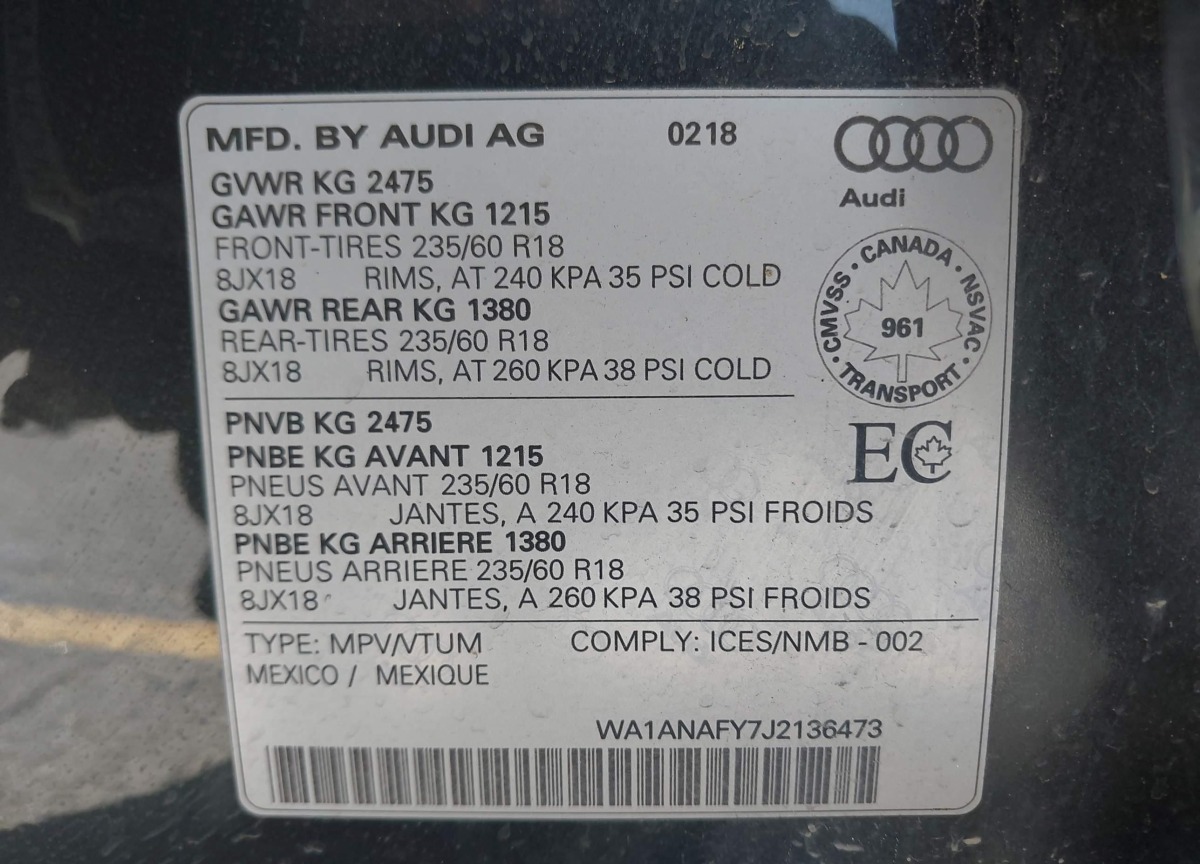 MFD. BY AUDI AG 0218
Audi
GVWR KG 2475
GAWR FRONT KG 1215
FRONT-TIRES 235/60 R18
8JX18 RIMS, AT 240 KPA 35 PSI COLD
GAWR REAR KG 1380
REAR-TIRES 235/60 R18
8JX18 RIMS, AT 260 KPA 38 PSI COLD
CMVSS · CANADA · NSVAC · TRANSPORT ·
961
PNVB KG 2475
PNBE KG AVANT 1215
PNEUS AVANT 235/60 R18
8JX18 JANTES, A 240 KPA 35 PSI FROIDS
PNBE KG ARRIERE 1380
PNEUS ARRIERE 235/60 R18
8JX18 JANTES, A 260 KPA 38 PSI FROIDS
EC
TYPE: MPV/VTUM COMPLY: ICES/NMB - 002
MEXICO / MEXIQUE
WA1ANAFY7J2136473